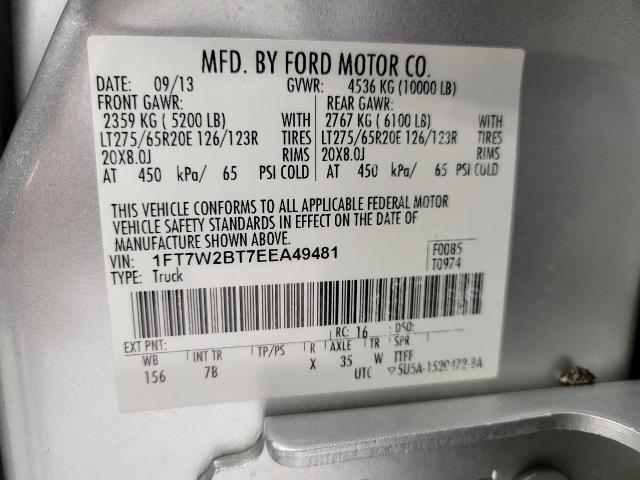 MFD. BY FORD MOTOR CO.
DATE: 09/13 GVWR: 4536 KG (10000 LB)
FRONT GAWR: REAR GAWR:
2359 KG ( 5200 LB) WITH 2767 KG ( 6100 LB) WITH
LT275/65R20E 126/123R TIRES LT275/65R20E 126/123R TIRES
20X8.0J RIMS 20X8.0J RIMS
AT 450 kPa/ 65 PSI COLD AT 450 kPa/ 65 PSI COLD
THIS VEHICLE CONFORMS TO ALL APPLICABLE FEDERAL MOTOR
VEHICLE SAFETY STANDARDS IN EFFECT ON THE DATE OF
MANUFACTURE SHOWN ABOVE.
VIN: 1FT7W2BT7EEA49481 F0085
TYPE: Truck T0974
EXT PNT: RC: 16 DSO:
WB INT TR TP/PS R AXLE TR SPR
156 7B X 35 W TTFF
UTC